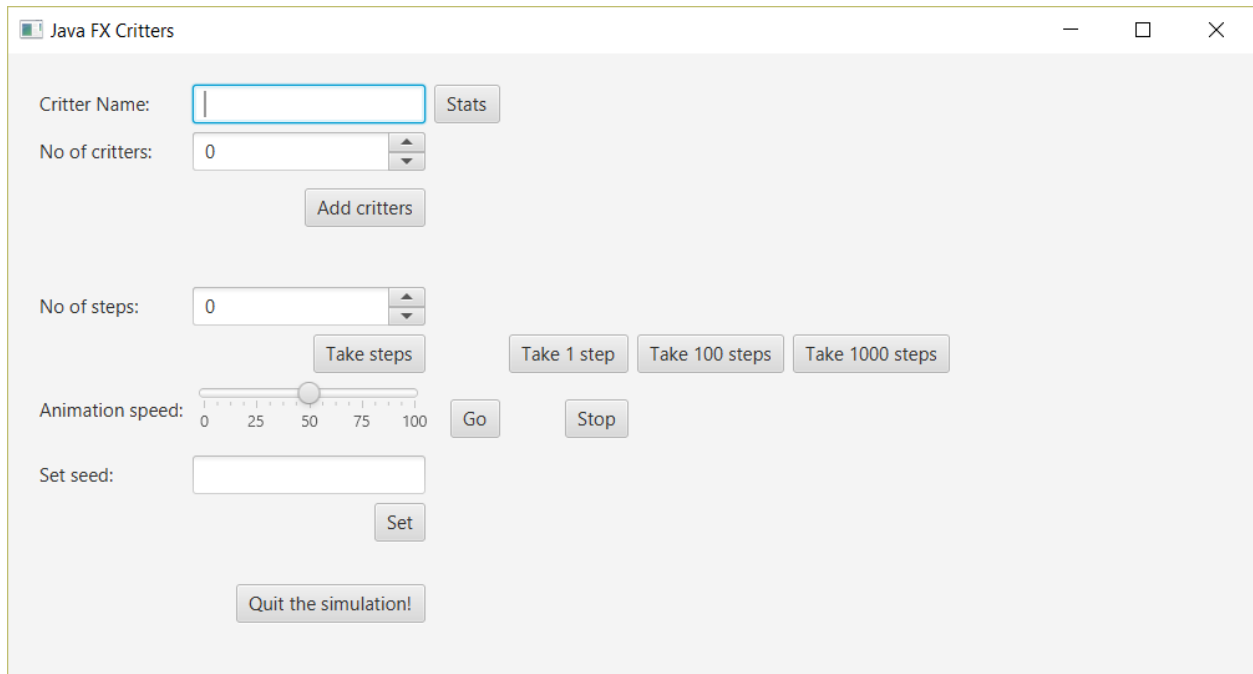 Java FX Critters
Critter Name: Stats
No of critters: 0
Add critters
No of steps: 0
Take steps Take 1 step Take 100 steps Take 1000 steps
Animation speed: 0 25 50 75 100 Go Stop
Set seed:
Set
Quit the simulation!